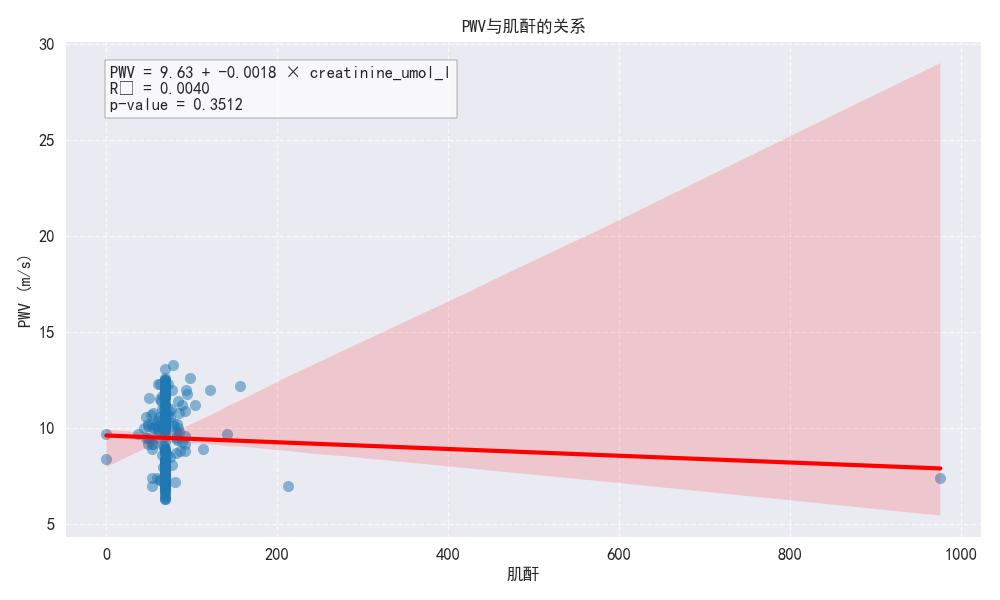 PWV与肌酐的关系
30
PWV = 9.63 + -0.0018 × creatinine_umol_l
R□ = 0.0040
p-value = 0.3512
25
20
15
10
5
PWV (m/s)
0 200 400 600 800 1000
肌酐